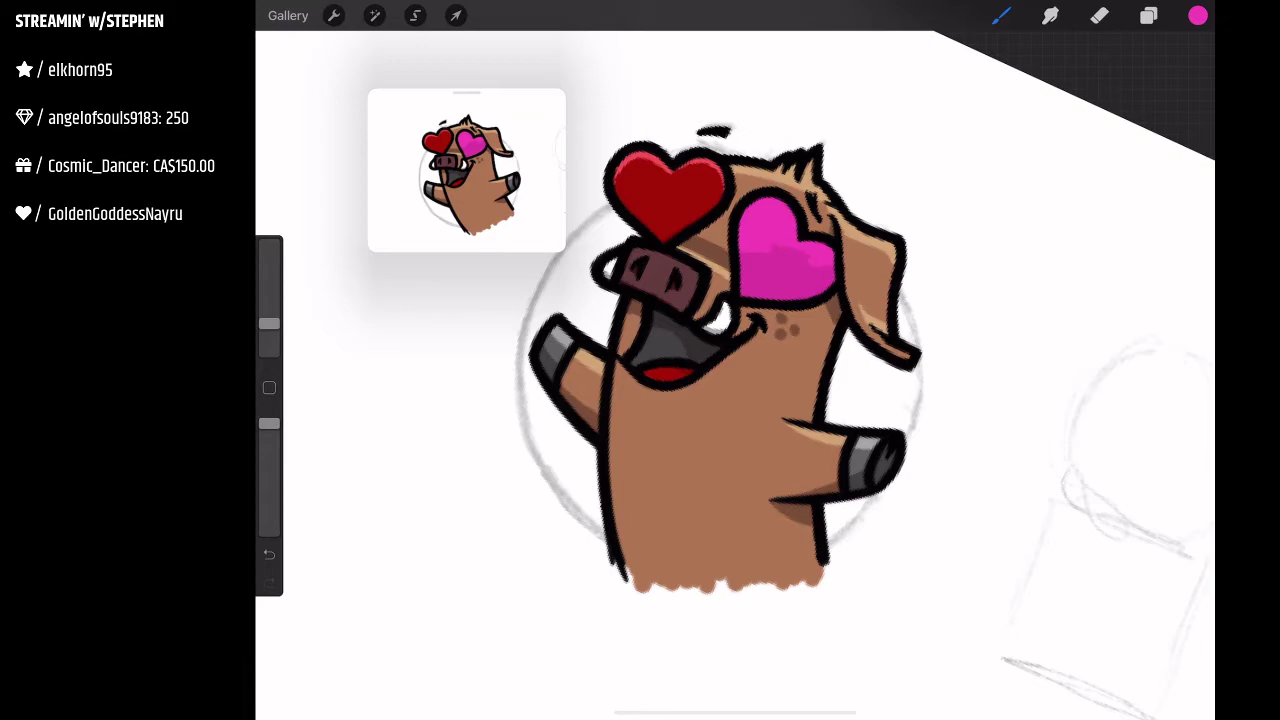 STREAMIN' w/STEPHEN
/ elkhorn95
/ angelofsouls9183: 250
/ Cosmic_Dancer: CA$150.00
/ GoldenGoddessNayru
Gallery